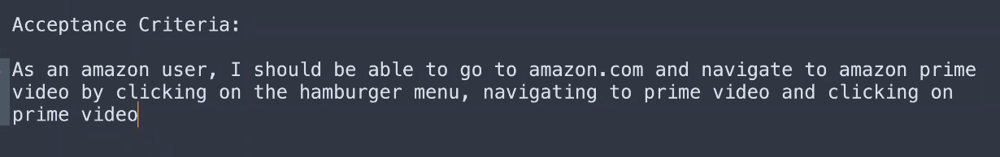 Acceptance Criteria:
As an amazon user, I should be able to go to amazon.com and navigate to amazon prime
video by clicking on the hamburger menu, navigating to prime video and clicking on
prime video